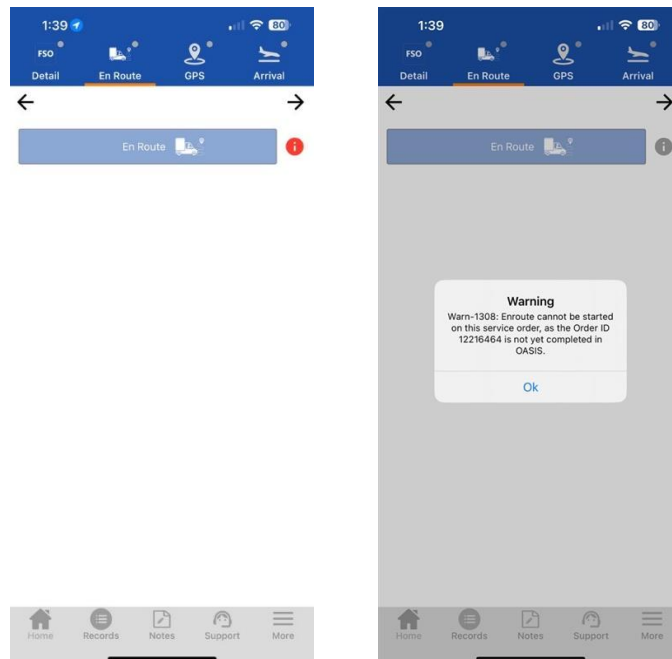 1:39 80
FSO
Detail En Route GPS Arrival
En Route
Home Records Notes Support More
1:39 80
FSO
Detail En Route GPS Arrival
En Route
Warning
Warn-1308: Enroute cannot be started
on this service order, as the Order ID
12216464 is not yet completed in
OASIS.
Ok
Home Records Notes Support More